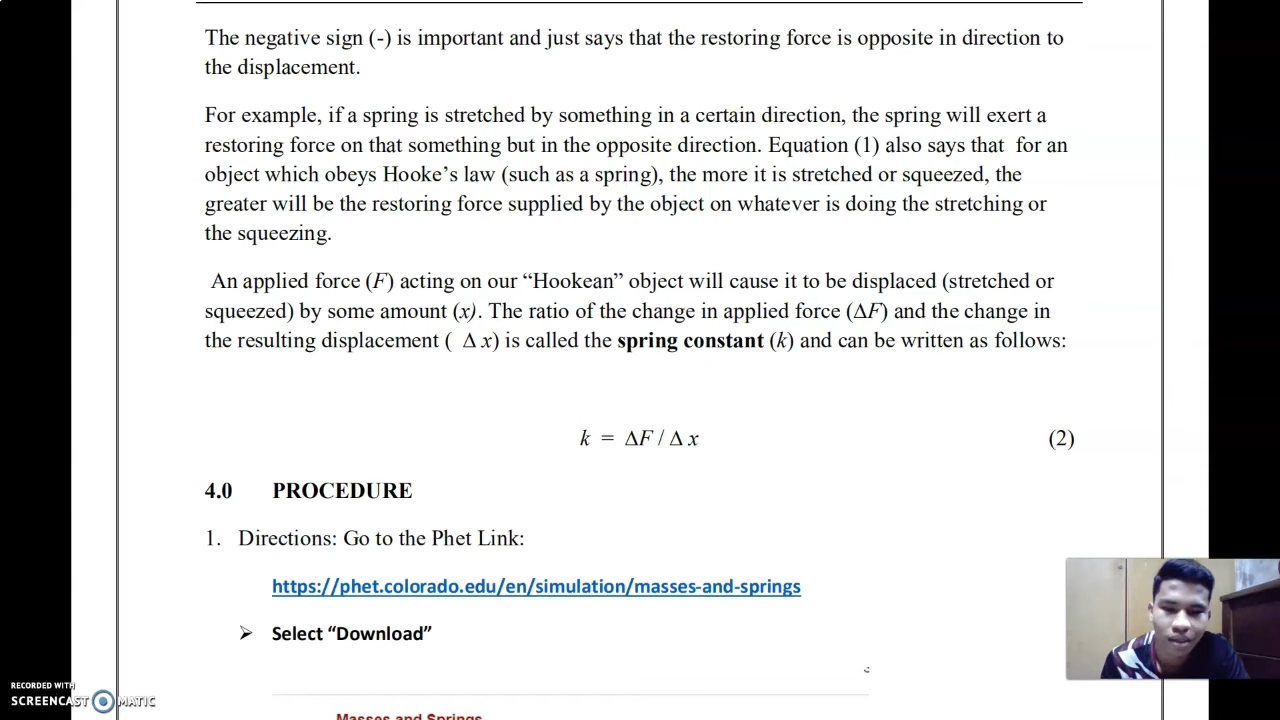 The negative sign (-) is important and just says that the restoring force is opposite in direction to
the displacement.
For example, if a spring is stretched by something in a certain direction, the spring will exert a
restoring force on that something but in the opposite direction. Equation (1) also says that for an
object which obeys Hooke’s law (such as a spring), the more it is stretched or squeezed, the
greater will be the restoring force supplied by the object on whatever is doing the stretching or
the squeezing.
An applied force (F) acting on our “Hookean” object will cause it to be displaced (stretched or
squeezed) by some amount (x). The ratio of the change in applied force (ΔF) and the change in
the resulting displacement ( Δ x) is called the spring constant (k) and can be written as follows:
k = ΔF / Δ x (2)
4.0 PROCEDURE
1. Directions: Go to the Phet Link:
https://phet.colorado.edu/en/simulation/masses-and-springs
➢ Select “Download”
Masses and Springs
RECORDED WITH
SCREENCAST MATIC